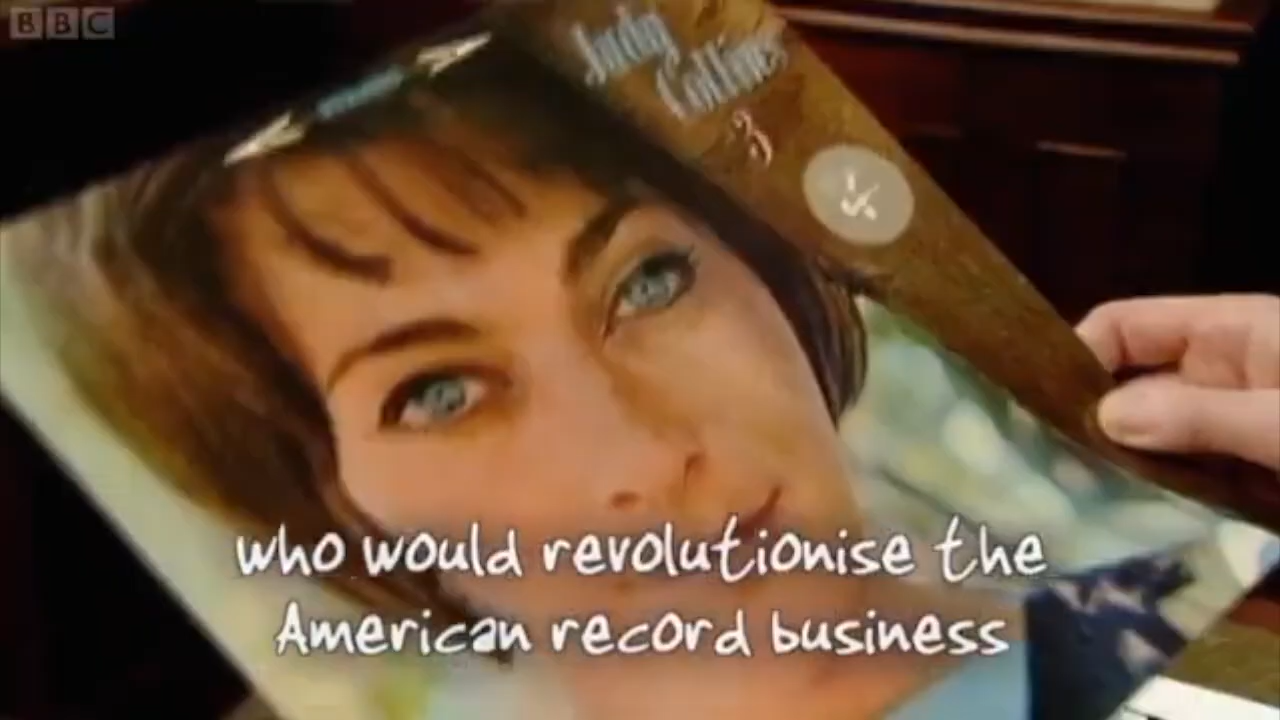 BBC
Judy
Collins
3
who would revolutionise the
American record business